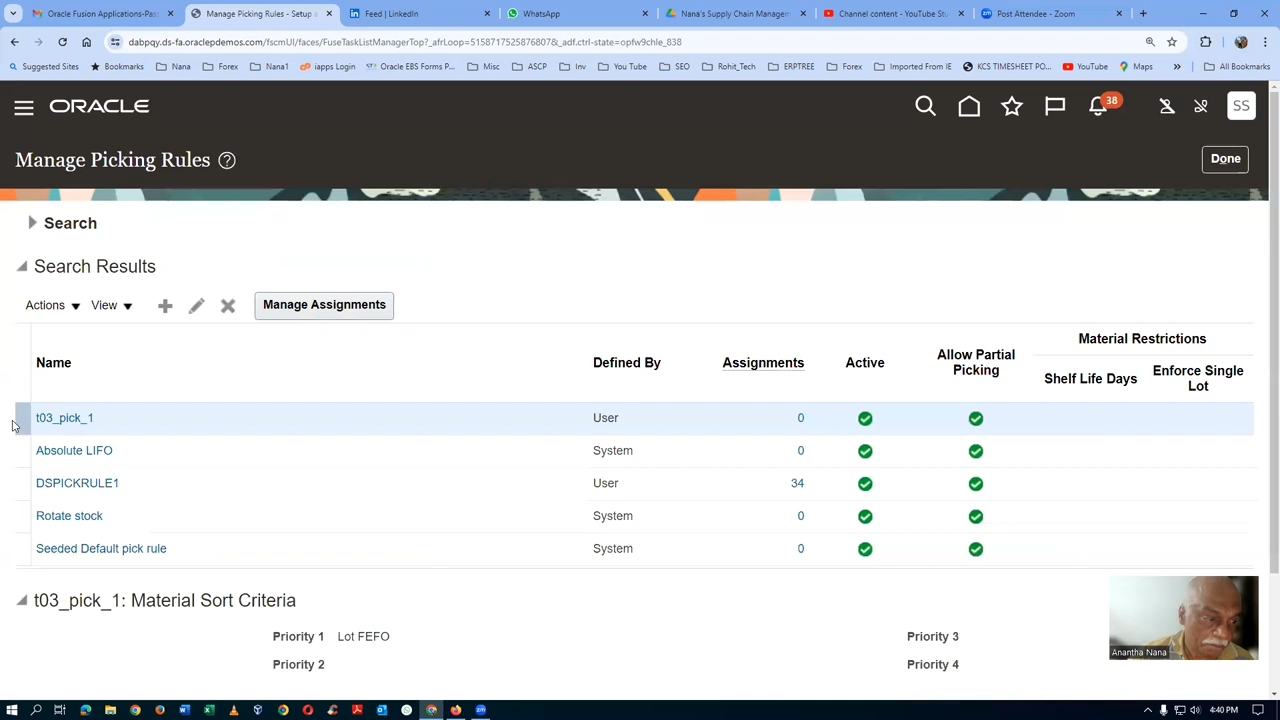 Oracle Fusion Applications-Pass
Manage Picking Rules - Setup a
Feed | LinkedIn
WhatsApp
Nana's Supply Chain Managem
Channel content - YouTube Stu
Post Attendee - Zoom
dabpqy.ds-fa.oraclepdemos.com/fscmUI/faces/FuseTaskListManagerTop?_afrLoop=5158717525876807&_adf.ctrl-state=opfw9chle_838
Suggested Sites
Bookmarks
Nana
Forex
Nana1
iapps Login
Oracle EBS Forms P...
Misc
ASCP
Inv
You Tube
SEO
Rohit_Tech
ERPTREE
Forex
Imported From IE
KCS TIMESHEET PO...
YouTube
Maps
»
All Bookmarks
ORACLE
38
SS
Manage Picking Rules ?
Done
Search
Search Results
Actions
View
Manage Assignments
Material Restrictions
Name
Defined By
Assignments
Active
Allow Partial Picking
Shelf Life Days
Enforce Single Lot
t03_pick_1 User 0
Absolute LIFO System 0
DSPICKRULE1 User 34
Rotate stock System 0
Seeded Default pick rule System 0
t03_pick_1: Material Sort Criteria
Priority 1 Lot FEFO
Priority 3
Priority 2
Priority 4
Anantha Nana
4:40 PM